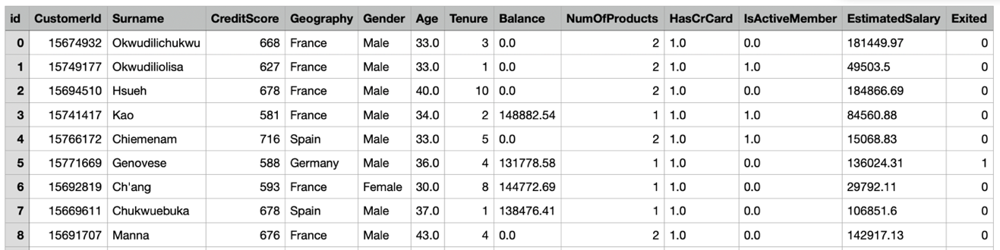 id CustomerId Surname CreditScore Geography Gender Age Tenure Balance NumOfProducts HasCrCard IsActiveMember EstimatedSalary Exited
0 15674932 Okwudilichukwu 668 France Male 33.0 3 0.0 2 1.0 0.0 181449.97 0
1 15749177 Okwudiliolisa 627 France Male 33.0 1 0.0 2 1.0 1.0 49503.5 0
2 15694510 Hsueh 678 France Male 40.0 10 0.0 2 1.0 0.0 184866.69 0
3 15741417 Kao 581 France Male 34.0 2 148882.54 1 1.0 1.0 84560.88 0
4 15766172 Chiemenam 716 Spain Male 33.0 5 0.0 2 1.0 1.0 15068.83 0
5 15771669 Genovese 588 Germany Male 36.0 4 131778.58 1 1.0 0.0 136024.31 1
6 15692819 Ch'ang 593 France Female 30.0 8 144772.69 1 1.0 0.0 29792.11 0
7 15669611 Chukwuebuka 678 Spain Male 37.0 1 138476.41 1 1.0 0.0 106851.6 0
8 15691707 Manna 676 France Male 43.0 4 0.0 2 1.0 0.0 142917.13 0